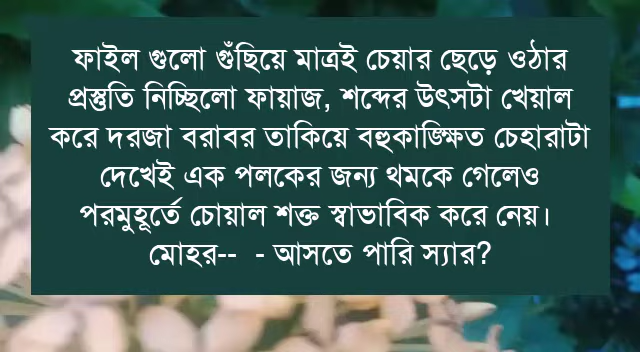 ফাইল গুলো গুঁছিয়ে মাত্রই চেয়ার ছেড়ে ওঠার
প্রস্তুতি নিচ্ছিলো ফায়াজ, শব্দের উৎসটা খেয়াল
করে দরজা বরাবর তাকিয়ে বহুকাঙ্ক্ষিত চেহারাটা
দেখেই এক পলকের জন্য থমকে গেলেও
পরমুহূর্তে চোয়াল শক্ত স্বাভাবিক করে নেয়।
মোহর--  - আসতে পারি স্যার?